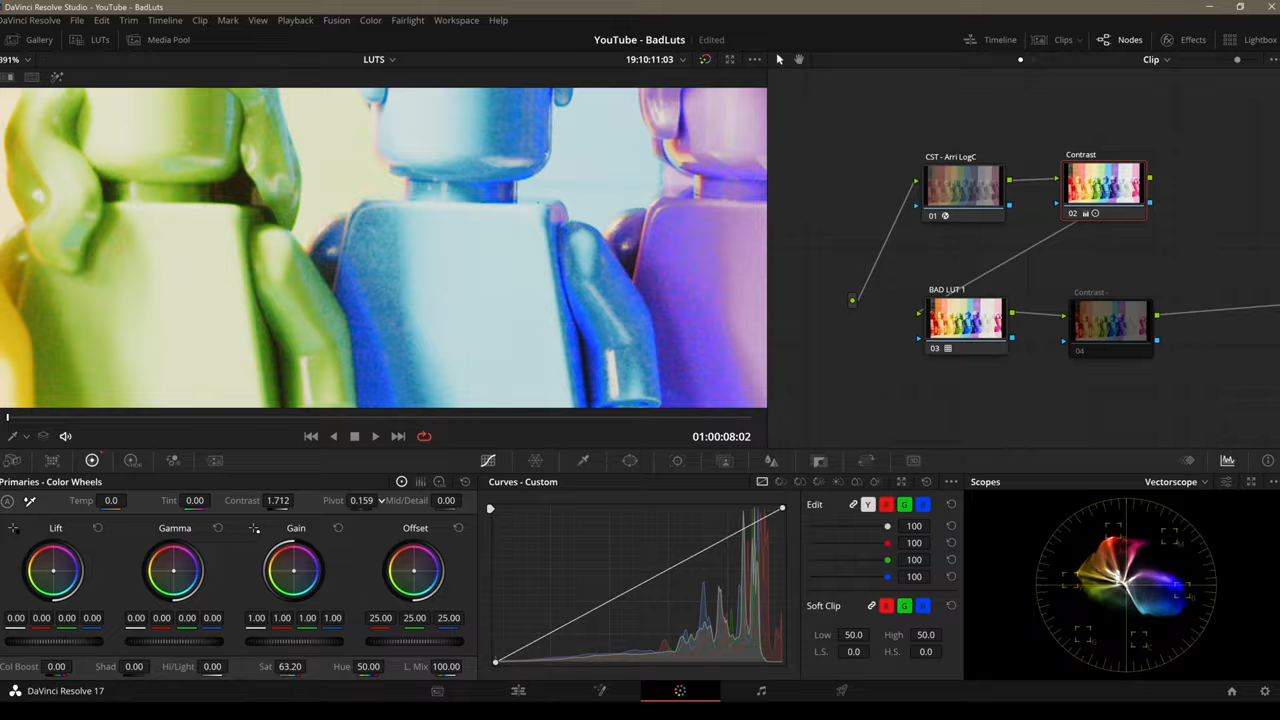 DaVinci Resolve Studio - YouTube - BadLuts
DaVinci Resolve File Edit Trim Timeline Clip Mark View Playback Fusion Color Fairlight Workspace Help
Gallery LUTs Media Pool YouTube - BadLuts Edited Timeline Clips Nodes Effects Lightbox
391% LUTS 19:10:11:03 Clip
CST - Arri LogC Contrast
01 02
BAD LUT 1 Contrast -
03 04
01:00:08:02
Primaries - Color Wheels Curves - Custom Scopes Vectorscope
A Temp 0.0 Tint 0.00 Contrast 1.712 Pivot 0.159 Mid/Detail 0.00
Edit Y R G B
Lift Gamma Gain Offset
100
100
100
100
Soft Clip R G B
0.00 0.00 0.00 0.00 0.00 0.00 0.00 0.00 1.00 1.00 1.00 1.00 25.00 25.00 25.00
Low 50.0 High 50.0
L.S. 0.0 H.S. 0.0
Col Boost 0.00 Shad 0.00 Hi/Light 0.00 Sat 63.20 Hue 50.00 L. Mix 100.00
DaVinci Resolve 17